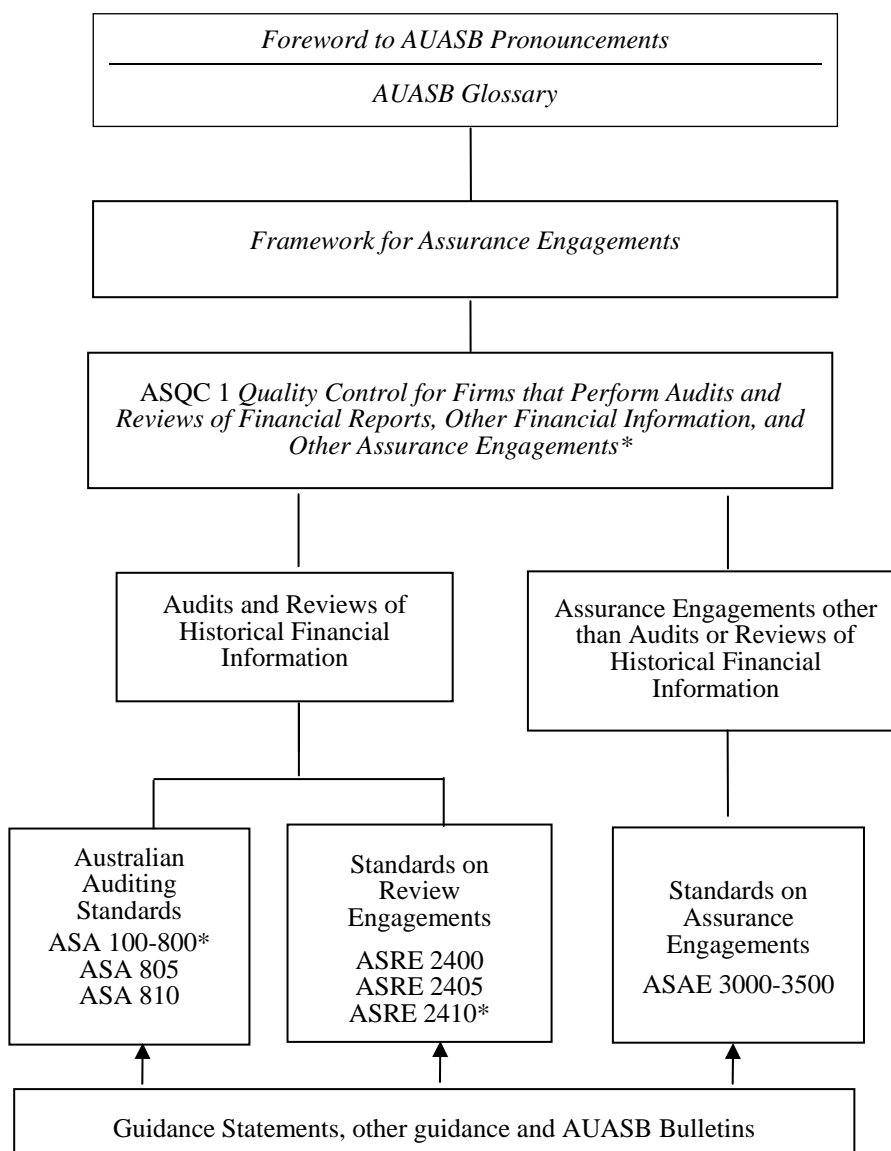 Foreword to AUASB Pronouncements
AUASB Glossary
Framework for Assurance Engagements
ASQC 1 Quality Control for Firms that Perform Audits and
Reviews of Financial Reports, Other Financial Information, and
Other Assurance Engagements*
Audits and Reviews of
Historical Financial
Information
Assurance Engagements other
than Audits or Reviews of
Historical Financial
Information
Australian
Auditing
Standards
ASA 100-800*
ASA 805
ASA 810
Standards on
Review
Engagements
ASRE 2400
ASRE 2405
ASRE 2410*
Standards on
Assurance
Engagements
ASAE 3000-3500
Guidance Statements, other guidance and AUASB Bulletins